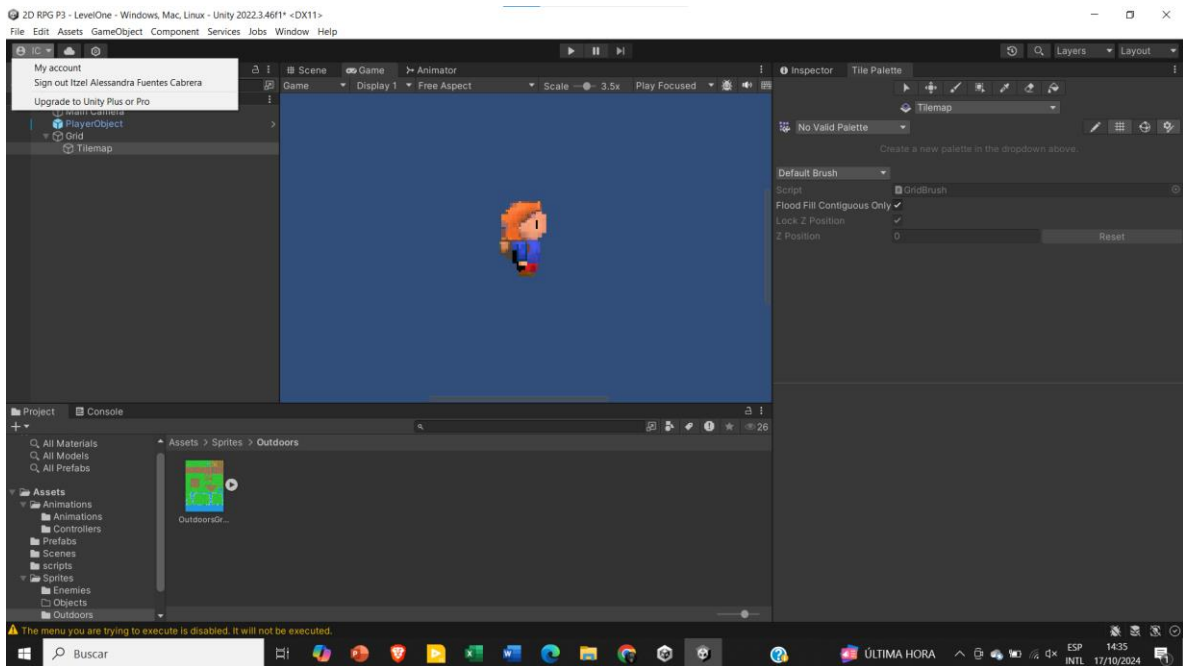 2D RPG P3 - LevelOne - Windows, Mac, Linux - Unity 2022.3.46f1* <DX11>
File Edit Assets GameObject Component Services Jobs Window Help
IC Layers Layout
My account
Sign out Itzel Alessandra Fuentes Cabrera
Upgrade to Unity Plus or Pro
Main Camera
PlayerObject
Grid
Tilemap
Scene Game Animator
Game Display 1 Free Aspect Scale 3.5x Play Focused
Inspector Tile Palette
Tilemap
No Valid Palette
Create a new palette in the dropdown above.
Default Brush
Script GridBrush
Flood Fill Contiguous Only
Lock Z Position
Z Position 0 Reset
Project Console
26
All Materials
All Models
All Prefabs
Assets
Animations
Animations
Controllers
Prefabs
Scenes
scripts
Sprites
Enemies
Objects
Outdoors
Assets > Sprites > Outdoors
OutdoorsGr...
The menu you are trying to execute is disabled. It will not be executed.
Buscar
ÚLTIMA HORA
ESP
INTL
14:35
17/10/2024